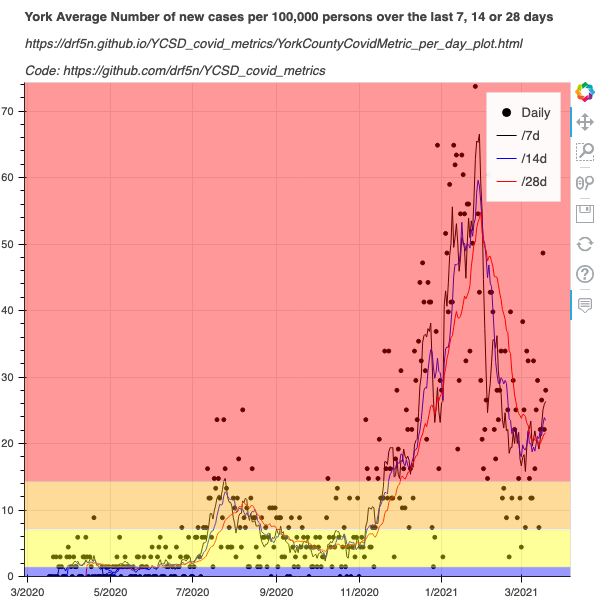 York Average Number of new cases per 100,000 persons over the last 7, 14 or 28 days
https://drf5n.github.io/YCSD_covid_metrics/YorkCountyCovidMetric_per_day_plot.html
Code: https://github.com/drf5n/YCSD_covid_metrics
Daily
/7d
/14d
/28d
70
60
50
40
30
20
10
0
3/2020 5/2020 7/2020 9/2020 11/2020 1/2021 3/2021